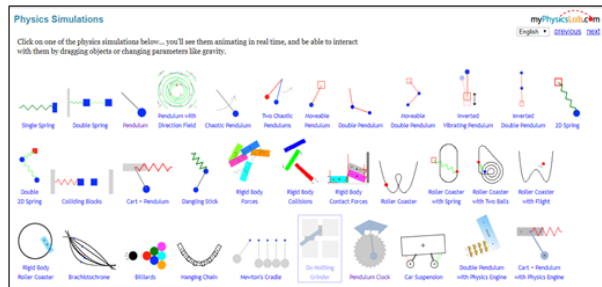 Physics Simulations
myPhysicsLab.com
English previous next
Click on one of the physics simulations below... you'll see them animating in real time, and be able to interact
with them by dragging objects or changing parameters like gravity.
Single Spring
Double Spring
Pendulum
Pendulum with
Direction Field
Chaotic Pendulum
Two Chaotic
Pendulums
Moveable
Pendulum
Double Pendulum
Moveable
Double Pendulum
Inverted
Vibrating Pendulum
Inverted
Double Pendulum
2D Spring
Double
2D Spring
Colliding Blocks
Cart + Pendulum
Dangling Stick
Rigid Body
Forces
Rigid Body
Collisions
Rigid Body
Contact Forces
Roller Coaster
Roller Coaster
with Spring
Roller Coaster
with Two Balls
Roller Coaster
with Flight
Rigid Body
Roller Coaster
Brachistochrone
Billiards
Hanging Chain
Newton's Cradle
Do Nothing
Grinder
Pendulum Clock
Car Suspension
Double Pendulum
with Physics Engine
Cart + Pendulum
with Physics Engine